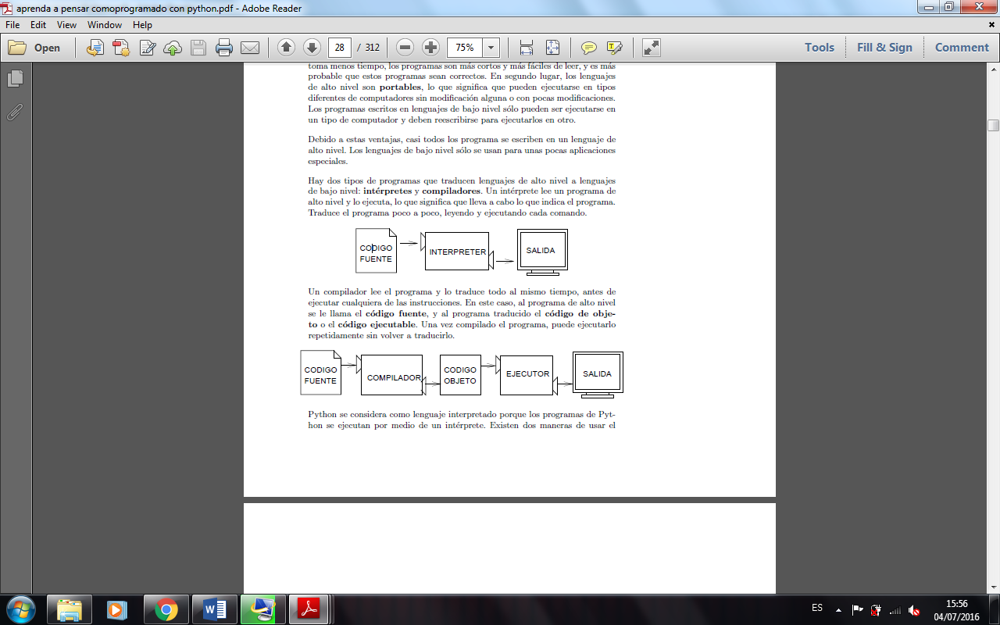 aprenda a pensar comoprogramado con python.pdf - Adobe Reader
File Edit View Window Help
Open 28 / 312 75% Tools Fill & Sign Comment
toma menos tiempo, los programas son más cortos y más fáciles de leer, y es más
probable que estos programas sean correctos. En segundo lugar, los lenguajes
de alto nivel son portables, lo que significa que pueden ejecutarse en tipos
diferentes de computadores sin modificación alguna o con pocas modificaciones.
Los programas escritos en lenguajes de bajo nivel sólo pueden ser ejecutarse en
un tipo de computador y deben reescribirse para ejecutarlos en otro.
Debido a estas ventajas, casi todos los programa se escriben en un lenguaje de
alto nivel. Los lenguajes de bajo nivel sólo se usan para unas pocas aplicaciones
especiales.
Hay dos tipos de programas que traducen lenguajes de alto nivel a lenguajes
de bajo nivel: intérpretes y compiladores. Un intérprete lee un programa de
alto nivel y lo ejecuta, lo que significa que lleva a cabo lo que indica el programa.
Traduce el programa poco a poco, leyendo y ejecutando cada comando.
CODIGO
FUENTE
INTERPRETER
SALIDA
Un compilador lee el programa y lo traduce todo al mismo tiempo, antes de
ejecutar cualquiera de las instrucciones. En este caso, al programa de alto nivel
se le llama el código fuente, y al programa traducido el código de obje-
to o el código ejecutable. Una vez compilado el programa, puede ejecutarlo
repetidamente sin volver a traducirlo.
CODIGO
FUENTE
COMPILADOR
CODIGO
OBJETO
EJECUTOR
SALIDA
Python se considera como lenguaje interpretado porque los programas de Pyt-
hon se ejecutan por medio de un intérprete. Existen dos maneras de usar el
ES
15:56
04/07/2016